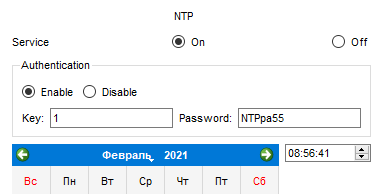 NTP
Service On Off
Authentication
Enable Disable
Key: 1 Password: NTPpa55
Февраль, 2021 08:56:41
Вс Пн Вт Ср Чт Пт Сб